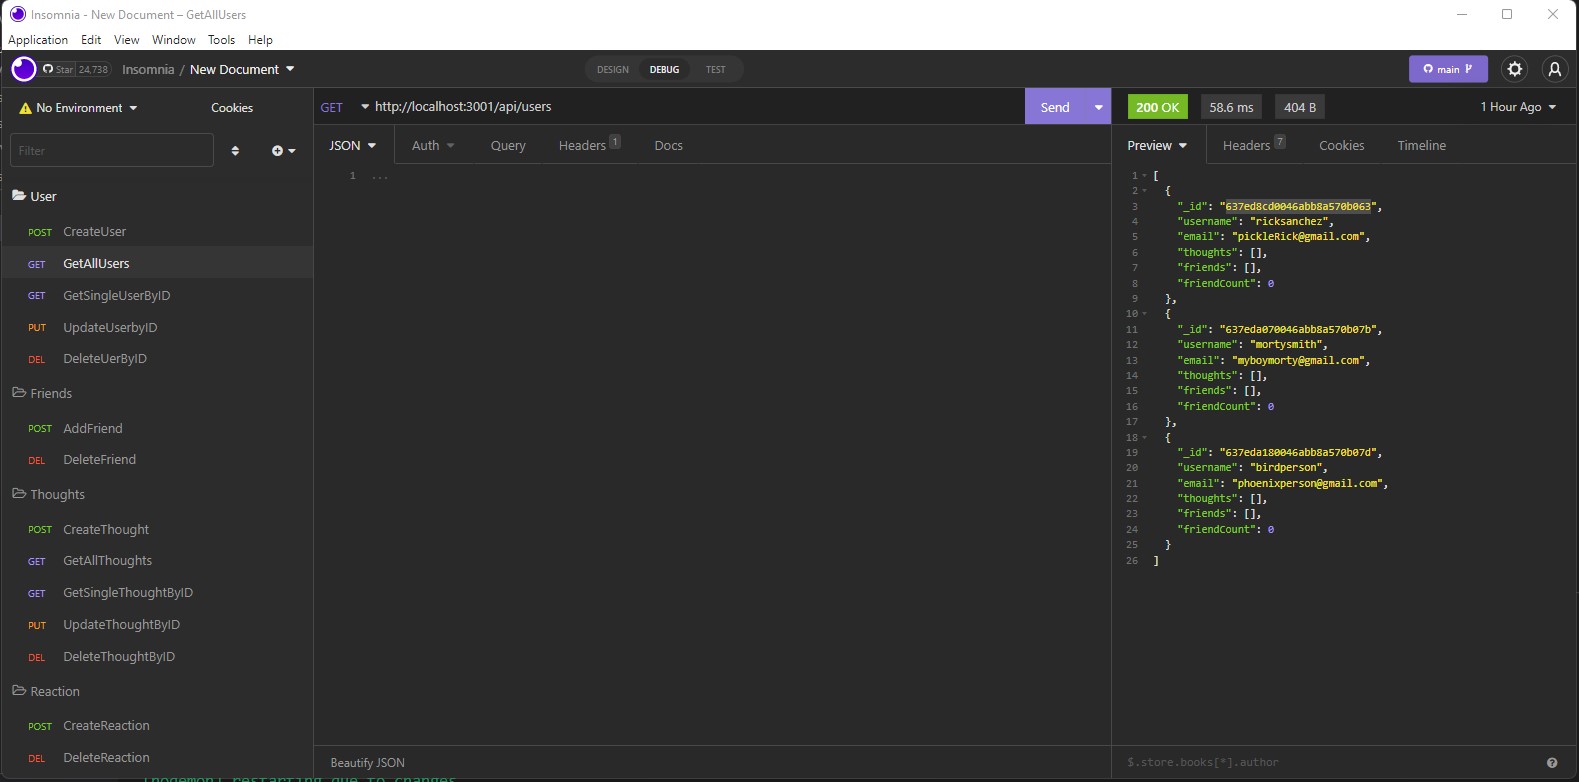 Insomnia - New Document – GetAllUsers
Application Edit View Window Tools Help
Star 24,738 Insomnia / New Document DESIGN DEBUG TEST main
No Environment Cookies
Filter
User
POST CreateUser
GET GetAllUsers
GET GetSingleUserByID
PUT UpdateUserbyID
DEL DeleteUerByID
Friends
POST AddFriend
DEL DeleteFriend
Thoughts
POST CreateThought
GET GetAllThoughts
GET GetSingleThoughtByID
PUT UpdateThoughtByID
DEL DeleteThoughtByID
Reaction
POST CreateReaction
DEL DeleteReaction
GET http://localhost:3001/api/users Send
JSON Auth Query Headers 1 Docs
1 ...
Beautify JSON
200 OK 58.6 ms 404 B 1 Hour Ago
Preview Headers 7 Cookies Timeline
1 [
2 {
3 "_id": "637ed8cd0046abb8a570b063",
4 "username": "ricksanchez",
5 "email": "pickleRick@gmail.com",
6 "thoughts": [],
7 "friends": [],
8 "friendCount": 0
9 },
10 {
11 "_id": "637eda070046abb8a570b07b",
12 "username": "mortysmith",
13 "email": "myboymorty@gmail.com",
14 "thoughts": [],
15 "friends": [],
16 "friendCount": 0
17 },
18 {
19 "_id": "637eda180046abb8a570b07d",
20 "username": "birdperson",
21 "email": "phoenixperson@gmail.com",
22 "thoughts": [],
23 "friends": [],
24 "friendCount": 0
25 }
26 ]
$.store.books[*].author
[nodemon] restarting due to changes